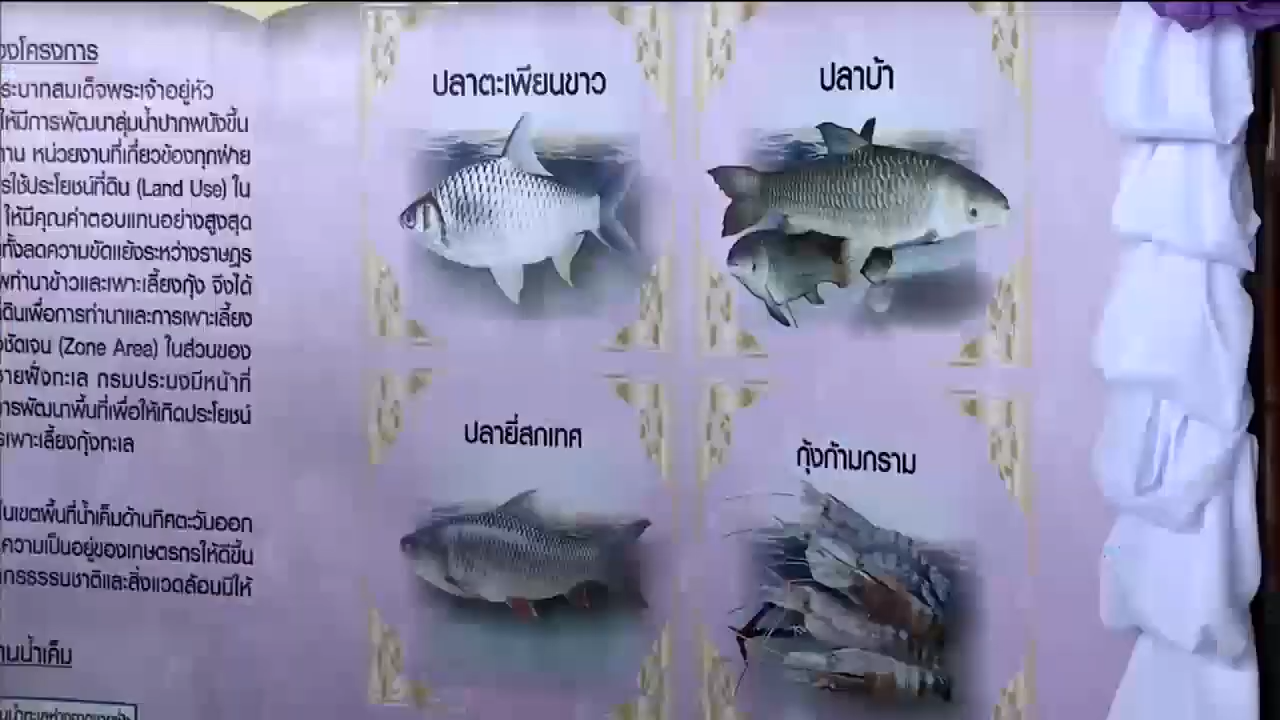 องโครงการ
ระบาทสมเด็จพระเจ้าอยู่หัว
ให้มีการพัฒนาลุ่มน้ำปากพนังขึ้น
าน หน่วยงานที่เกี่ยวข้องทุกฝ่าย
รใช้ประโยชน์ที่ดิน (Land Use) ใน
ให้มีคุณค่าตอบแทนอย่างสูงสุด
ทั้งลดความขัดแย้งระหว่างราษฎร
พทำนาข้าวและเพาะเลี้ยงกุ้ง จึงได้
ดินเพื่อการทำนาและการเพาะเลี้ยง
ชัดเจน (Zone Area) ในส่วนของ
ชายฝั่งทะเล กรมประมงมีหน้าที่
ารพัฒนาพื้นที่เพื่อให้เกิดประโยชน์
รเพาะเลี้ยงกุ้งทะเล
ในเขตพื้นที่น้ำเค็มด้านทิศตะวันออก
ความเป็นอยู่ของเกษตรกรให้ดีขึ้น
ากรธรรมชาติและสิ่งแวดล้อมมิให้
านน้ำเค็ม
ปลาตะเพียนขาว
ปลาบ้า
ปลายี่สกเทศ
กุ้งก้ามกราม